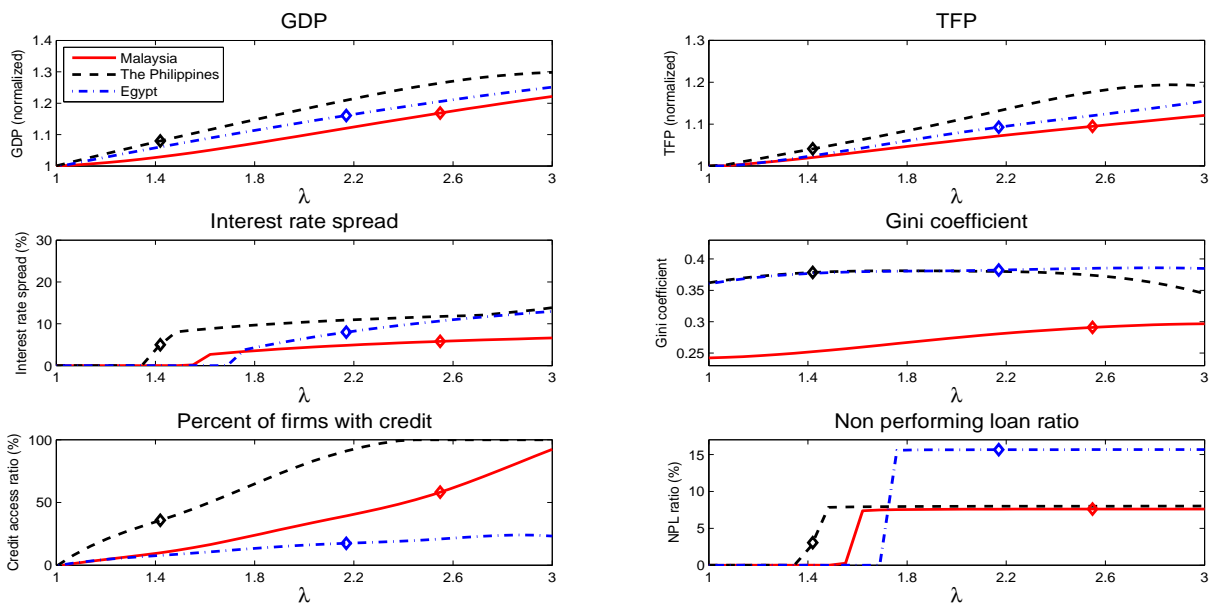 GDP
GDP (normalized)
1.4
1.3
1.2
1.1
1
Malaysia
The Philippines
Egypt
1 1.4 1.8 2.2 2.6 3
λ
TFP
TFP (normalized)
1.3
1.2
1.1
1
1 1.4 1.8 2.2 2.6 3
λ
Interest rate spread
Interest rate spread (%)
30
20
10
0
1 1.4 1.8 2.2 2.6 3
λ
Gini coefficient
Gini coefficient
0.4
0.35
0.3
0.25
1 1.4 1.8 2.2 2.6 3
λ
Percent of firms with credit
Credit access ratio (%)
100
50
0
1 1.4 1.8 2.2 2.6 3
λ
Non performing loan ratio
NPL ratio (%)
15
10
5
0
1 1.4 1.8 2.2 2.6 3
λ